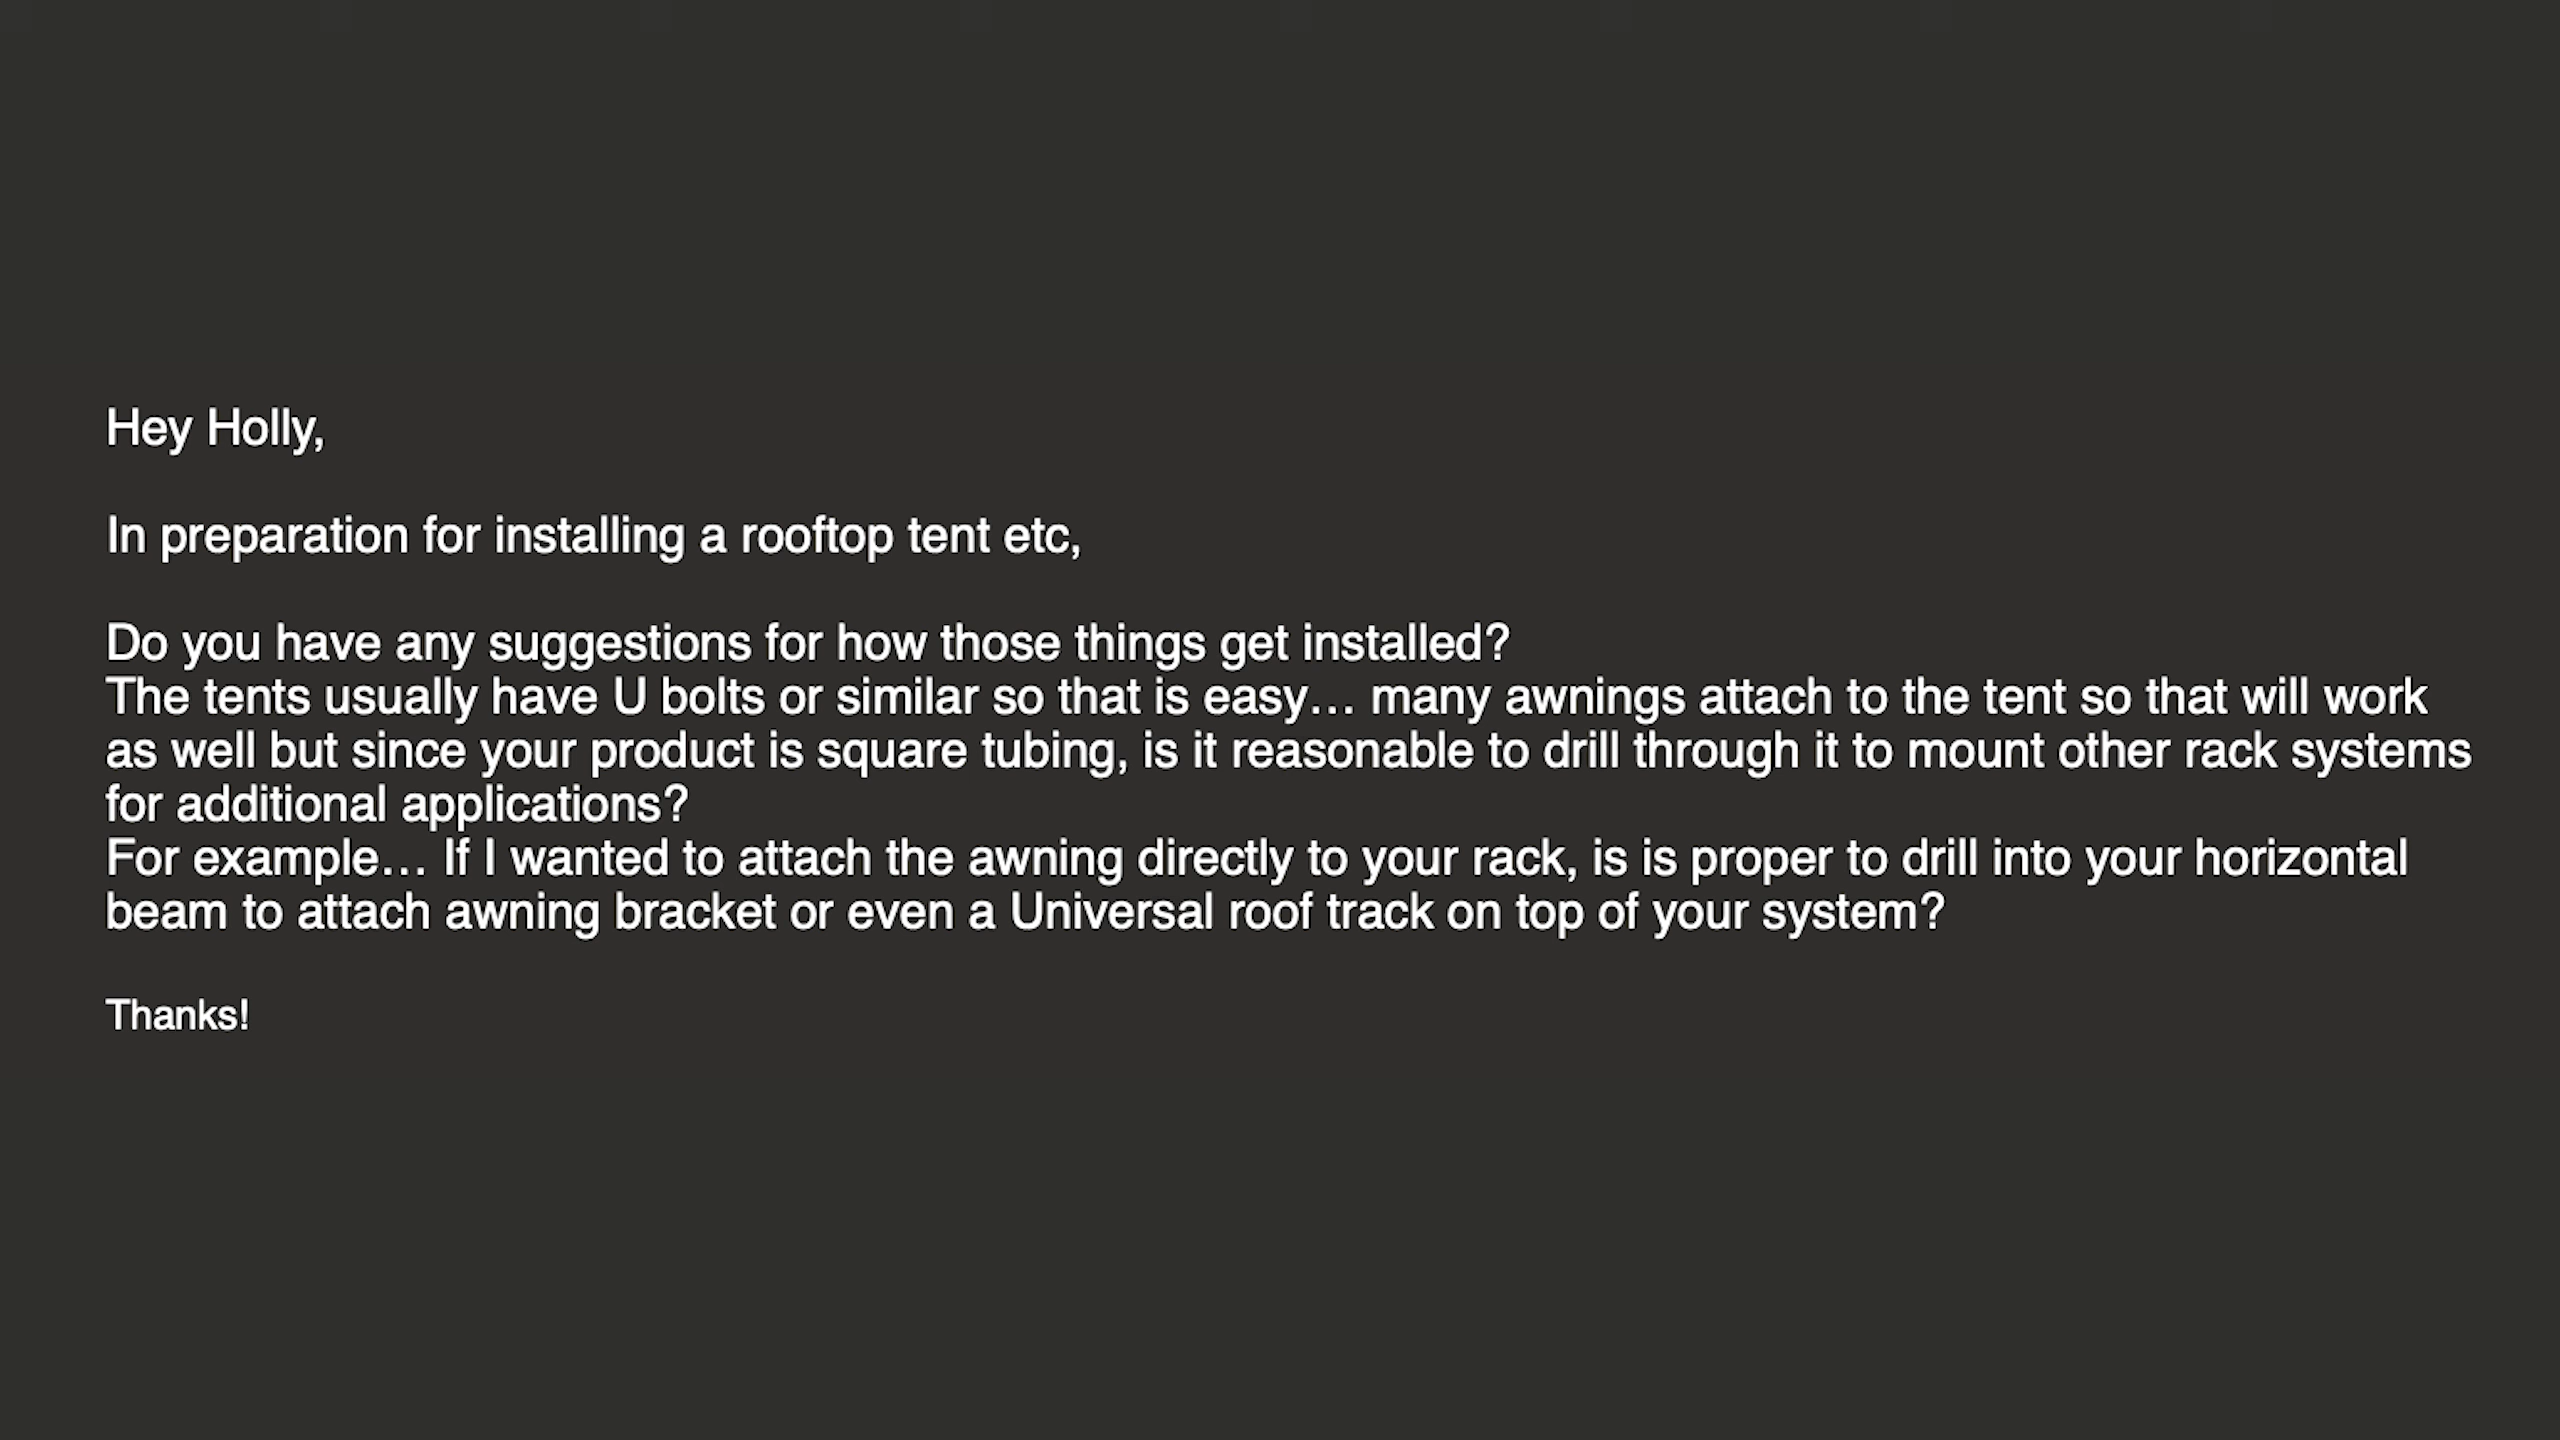 Hey Holly,
In preparation for installing a rooftop tent etc,
Do you have any suggestions for how those things get installed?
The tents usually have U bolts or similar so that is easy… many awnings attach to the tent so that will work
as well but since your product is square tubing, is it reasonable to drill through it to mount other rack systems
for additional applications?
For example… If I wanted to attach the awning directly to your rack, is is proper to drill into your horizontal
beam to attach awning bracket or even a Universal roof track on top of your system?
Thanks!